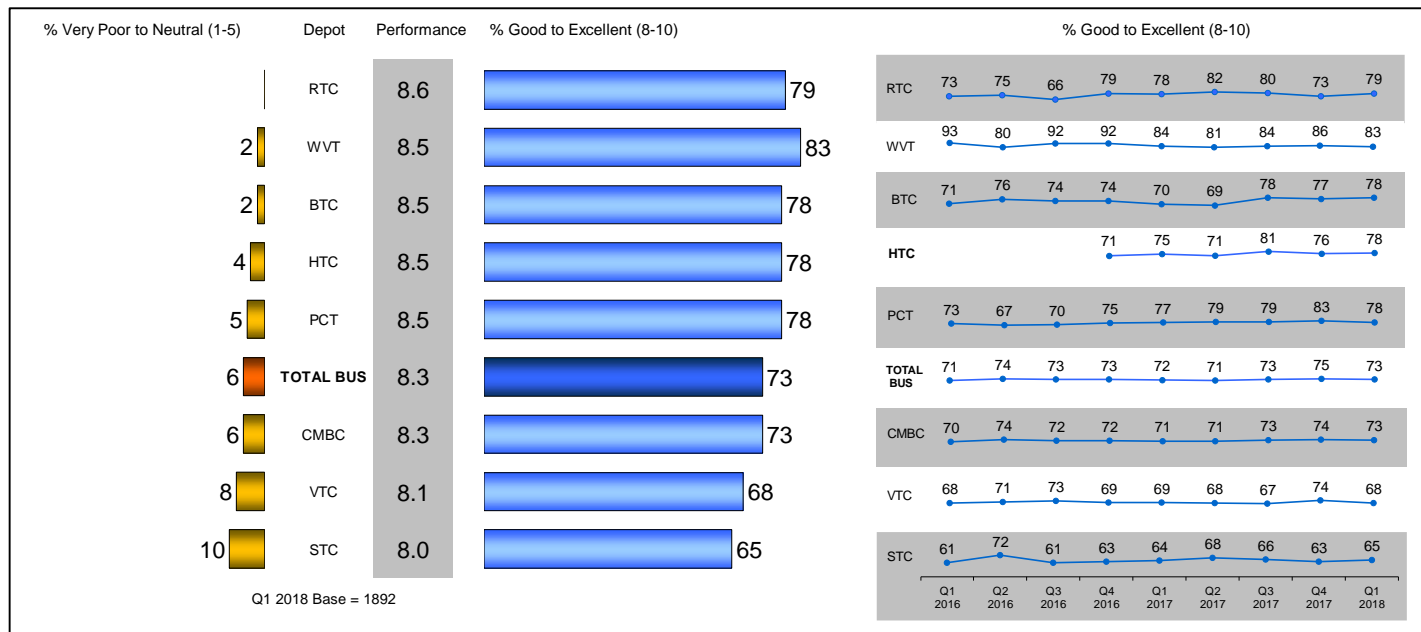 % Very Poor to Neutral (1-5) Depot Performance % Good to Excellent (8-10)
RTC 8.6 79
2 WVT 8.5 83
2 BTC 8.5 78
4 HTC 8.5 78
5 PCT 8.5 78
6 TOTAL BUS 8.3 73
6 CMBC 8.3 73
8 VTC 8.1 68
10 STC 8.0 65
Q1 2018 Base = 1892
% Good to Excellent (8-10)
RTC 73 75 66 79 78 82 80 73 79
WVT 93 80 92 92 84 81 84 86 83
BTC 71 76 74 74 70 69 78 77 78
HTC 71 75 71 81 76 78
PCT 73 67 70 75 77 79 79 83 78
TOTAL
BUS 71 74 73 73 72 71 73 75 73
CMBC 70 74 72 72 71 71 73 74 73
VTC 68 71 73 69 69 68 67 74 68
STC 61 72 61 63 64 68 66 63 65
Q1 Q2 Q3 Q4 Q1 Q2 Q3 Q4 Q1
2016 2016 2016 2016 2017 2017 2017 2017 2018